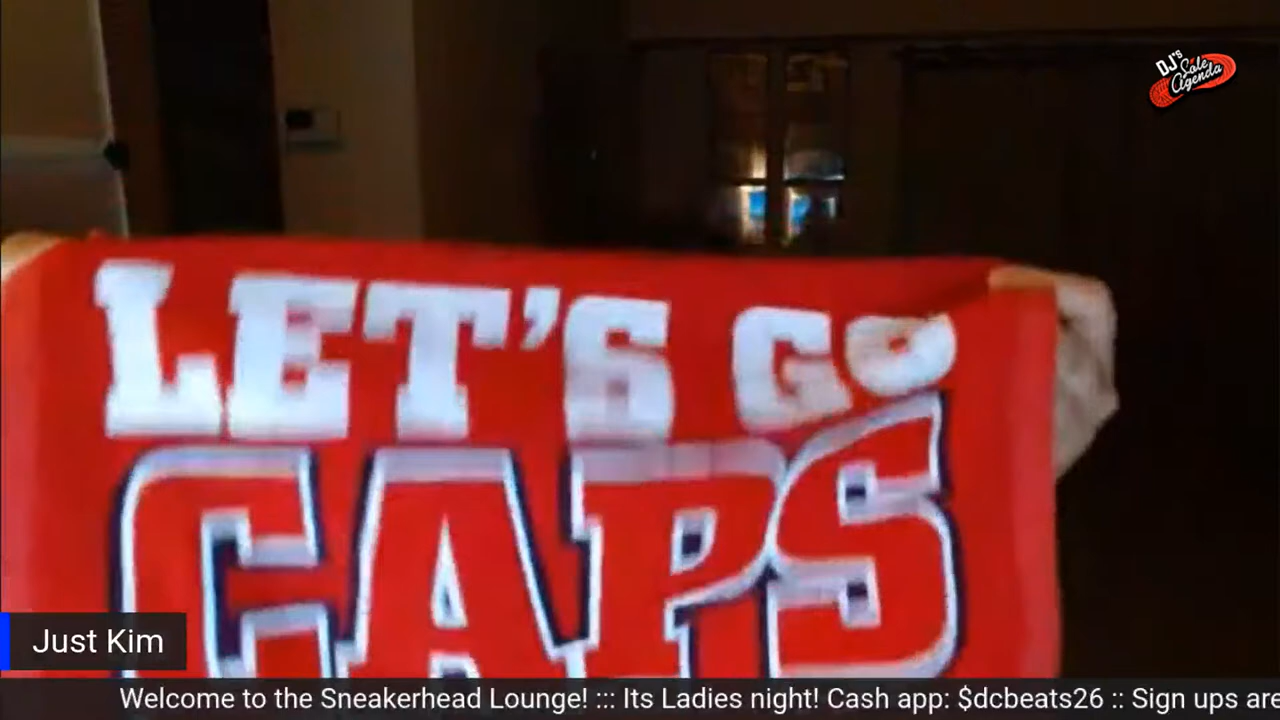 DJ's
Sole
Agenda
LET'S GO
CAPS
Just Kim
Welcome to the Sneakerhead Lounge! ::: Its Ladies night! Cash app: $dcbeats26 :: Sign ups are